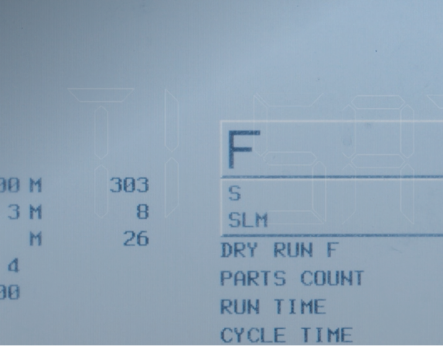 00 M 303
3 M 8
M 26
4
00
F
S
SLM
DRY RUN F
PARTS COUNT
RUN TIME
CYCLE TIME